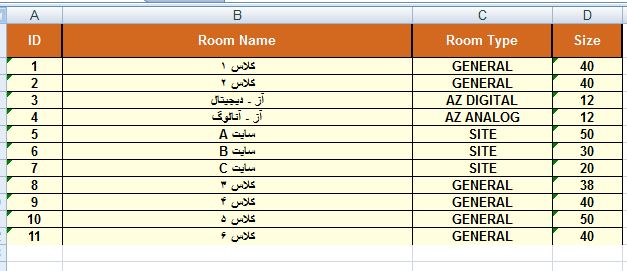 A B C D
ID Room Name Room Type Size
1 کلاس ۱ GENERAL 40
2 کلاس ۲ GENERAL 40
3 آز - دیجیتال AZ DIGITAL 12
4 آز - آنالوگ AZ ANALOG 12
5 سایت A SITE 50
6 سایت B SITE 30
7 سایت C SITE 20
8 کلاس ۳ GENERAL 38
9 کلاس ۴ GENERAL 40
10 کلاس ۵ GENERAL 50
11 کلاس ۶ GENERAL 40